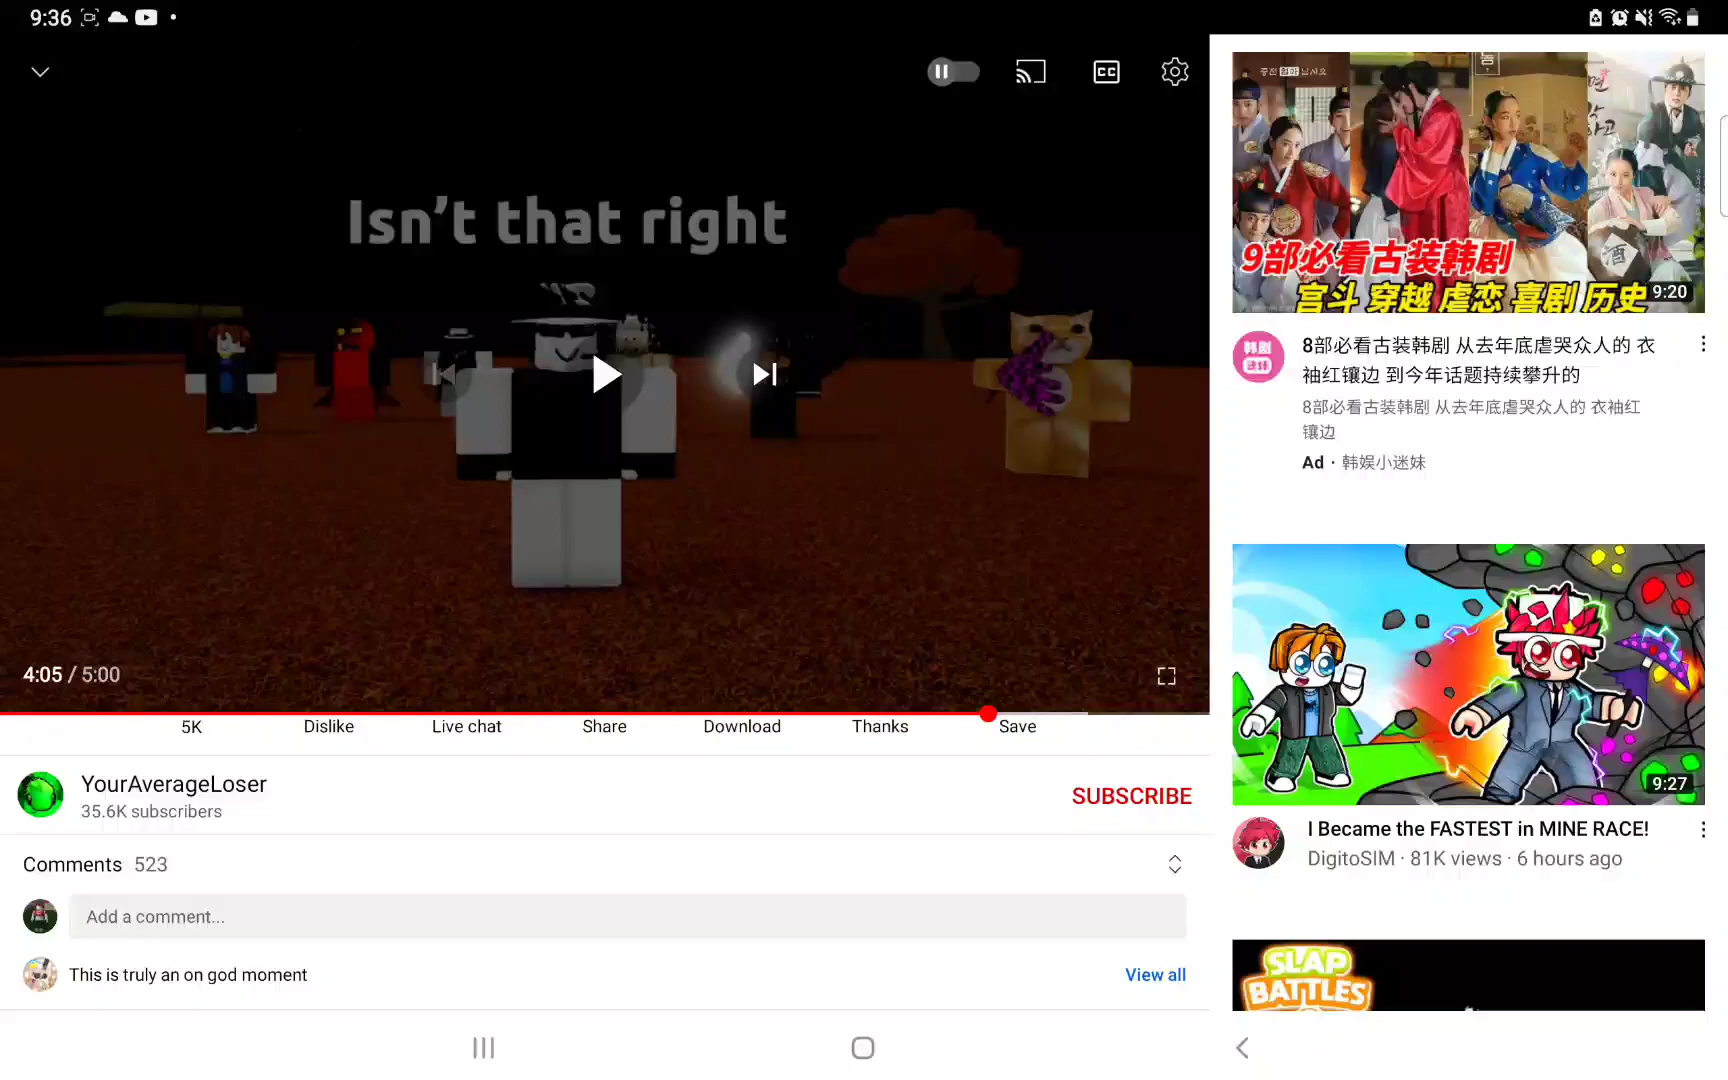 9:36
Isn't that right
4:05 / 5:00
5K
Dislike
Live chat
Share
Download
Thanks
Save
YourAverageLoser
35.6K subscribers
SUBSCRIBE
Comments 523
Add a comment...
This is truly an on god moment
View all
9部必看古装韩剧
宫斗 穿越 虐恋 喜剧 历史
9:20
韩剧
8部必看古装韩剧 从去年底虐哭众人的 衣
袖红镶边 到今年话题持续攀升的
8部必看古装韩剧 从去年底虐哭众人的 衣袖红
镶边
Ad · 韩娱小迷妹
9:27
I Became the FASTEST in MINE RACE!
DigitoSIM · 81K views · 6 hours ago
SLAP
BATTLES